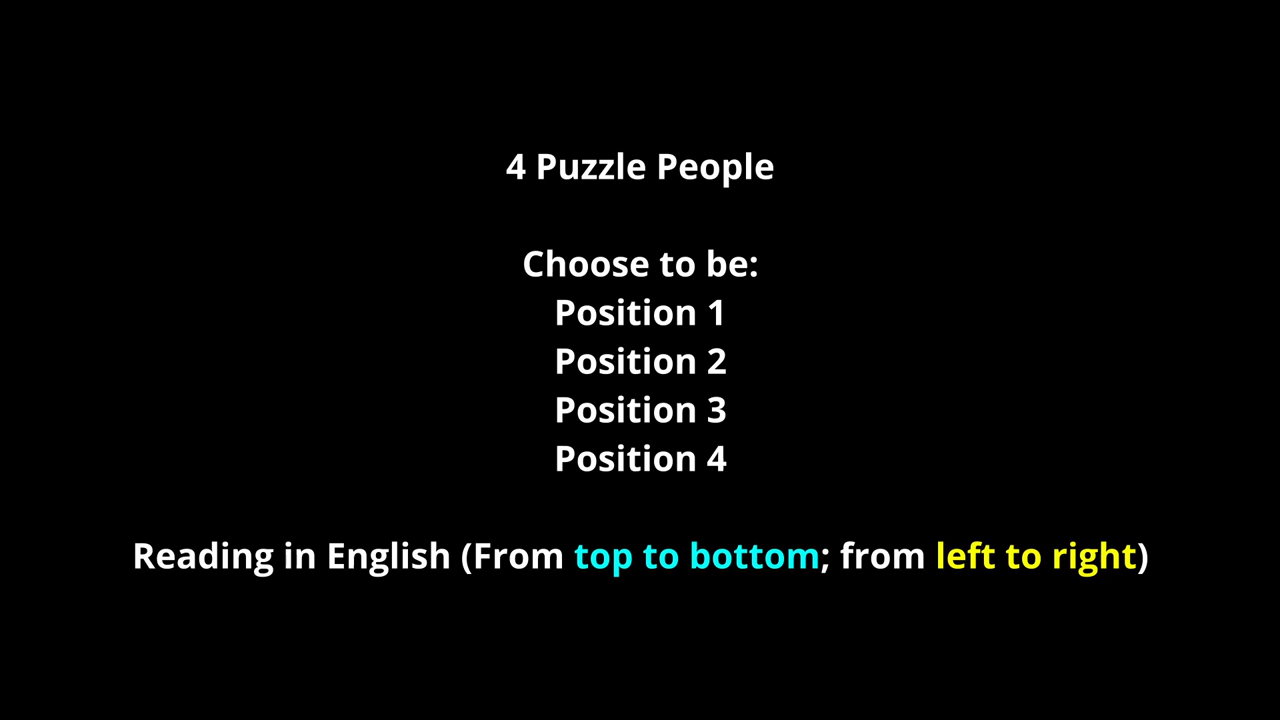 4 Puzzle People
Choose to be:
Position 1
Position 2
Position 3
Position 4
Reading in English (From top to bottom; from left to right)